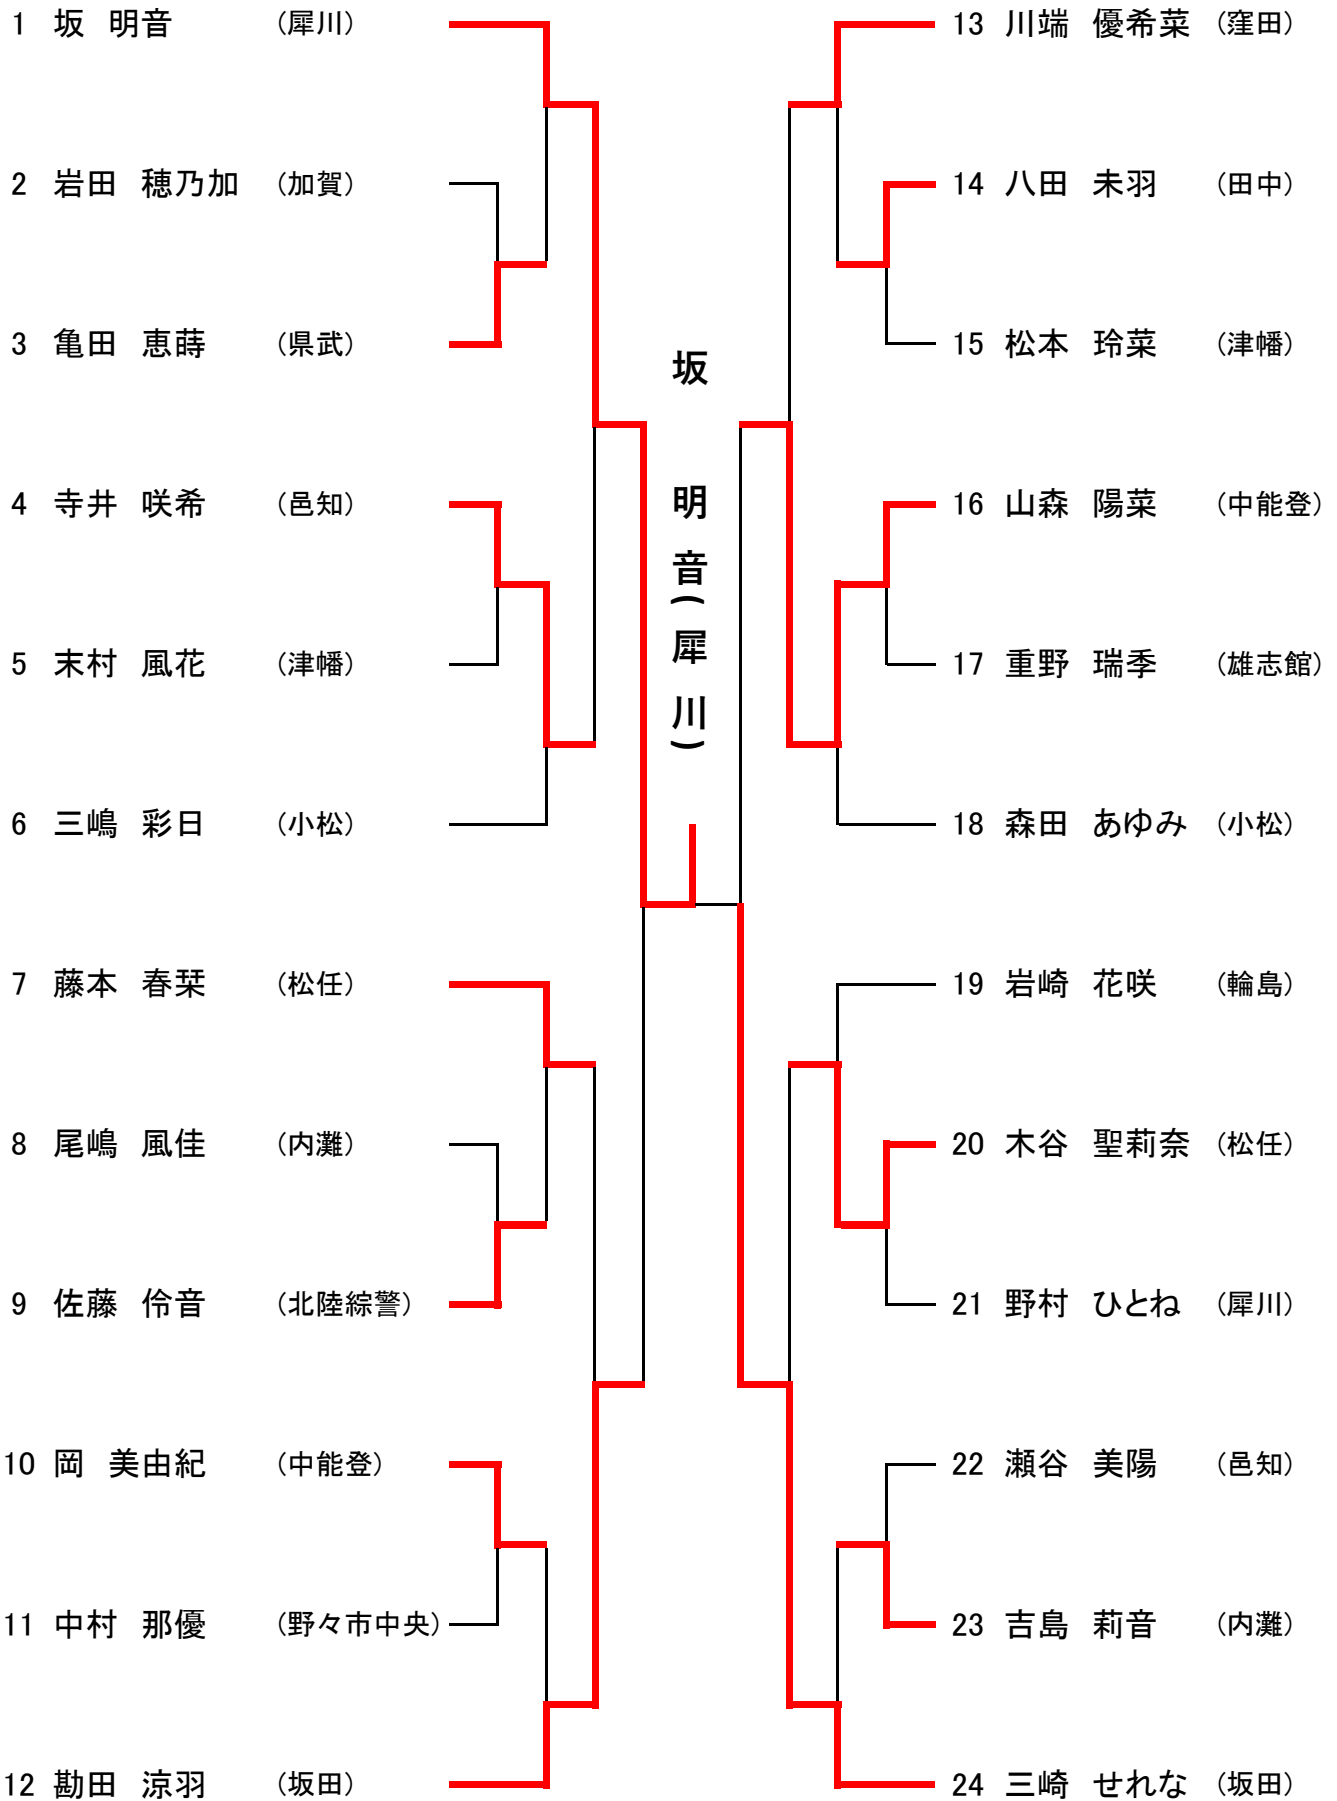 1 坂 明音 (犀川)
2 岩田 穂乃加 (加賀)
3 亀田 恵蒔 (県武)
4 寺井 咲希 (邑知)
5 末村 風花 (津幡)
6 三嶋 彩日 (小松)
7 藤本 春栞 (松任)
8 尾嶋 風佳 (内灘)
9 佐藤 伶音 (北陸綜警)
10 岡 美由紀 (中能登)
11 中村 那優 (野々市中央)
12 勘田 涼羽 (坂田)
坂 明音(犀川)
13 川端 優希菜 (窪田)
14 八田 未羽 (田中)
15 松本 玲菜 (津幡)
16 山森 陽菜 (中能登)
17 重野 瑞季 (雄志館)
18 森田 あゆみ (小松)
19 岩崎 花咲 (輪島)
20 木谷 聖莉奈 (松任)
21 野村 ひとね (犀川)
22 瀬谷 美陽 (邑知)
23 吉島 莉音 (内灘)
24 三崎 せれな (坂田)